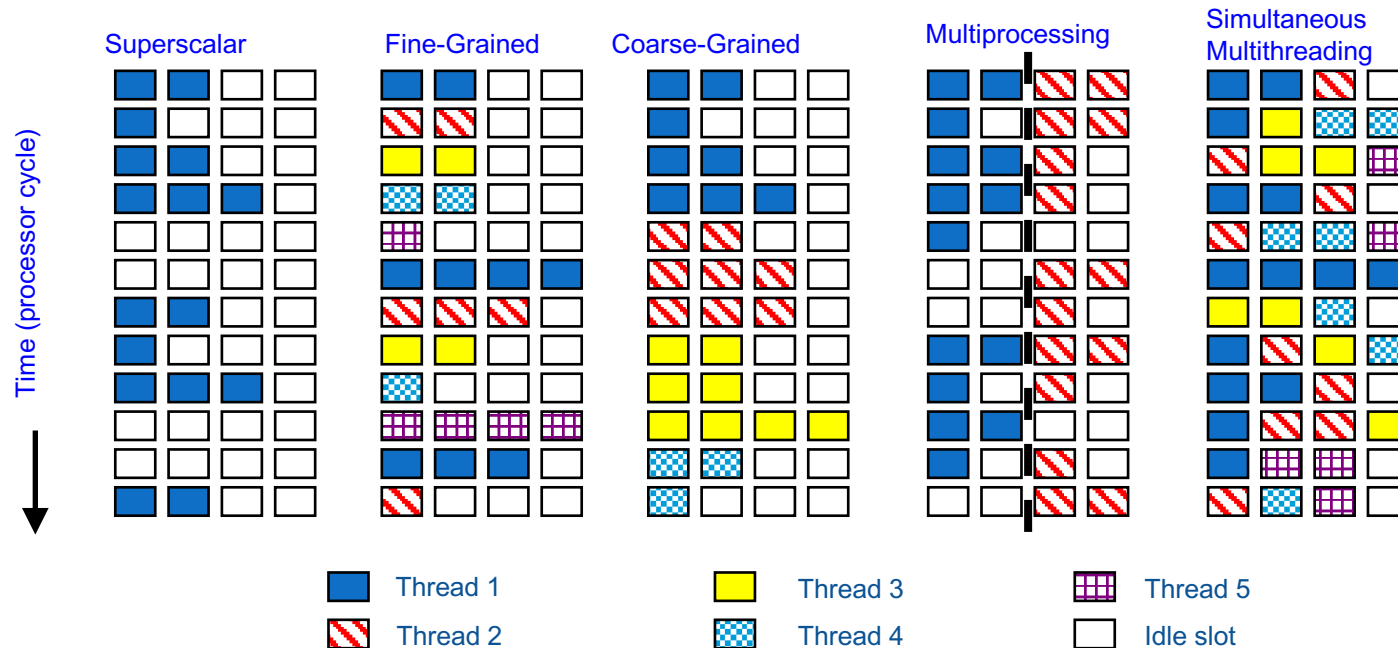 Superscalar
Fine-Grained
Coarse-Grained
Multiprocessing
Simultaneous
Multithreading
Time (processor cycle)
Thread 1
Thread 3
Thread 5
Thread 2
Thread 4
Idle slot